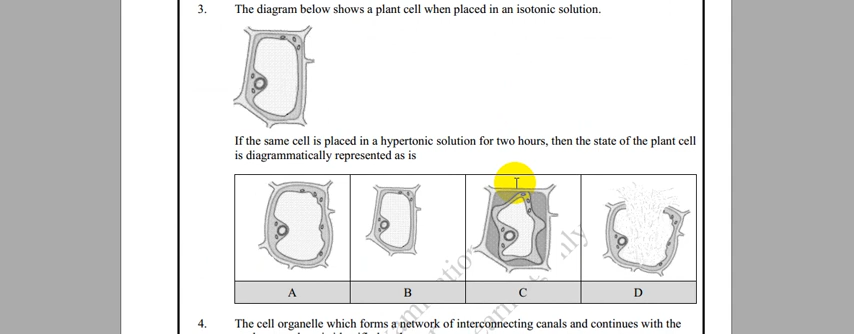 3. The diagram below shows a plant cell when placed in an isotonic solution.
If the same cell is placed in a hypertonic solution for two hours, then the state of the plant cell
is diagrammatically represented as is
A B C D
4. The cell organelle which forms a network of interconnecting canals and continues with the